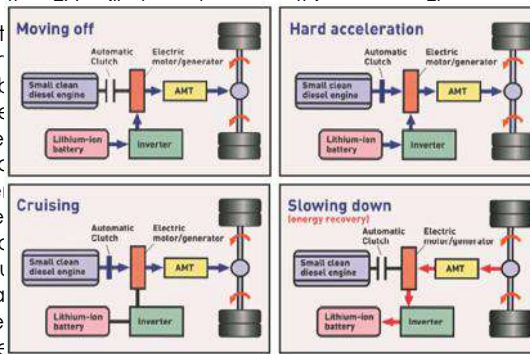 Moving off
Automatic
Clutch
Electric
motor/generator
Small clean
diesel engine
AMT
Lithium-ion
battery
Inverter
Hard acceleration
Automatic
Clutch
Electric
motor/generator
Small clean
diesel engine
AMT
Lithium-ion
battery
Inverter
Cruising
Automatic
Clutch
Electric
motor/generator
Small clean
diesel engine
AMT
Lithium-ion
battery
Inverter
Slowing down
(energy recovery)
Automatic
Clutch
Electric
motor/generator
Small clean
diesel engine
AMT
Lithium-ion
battery
Inverter